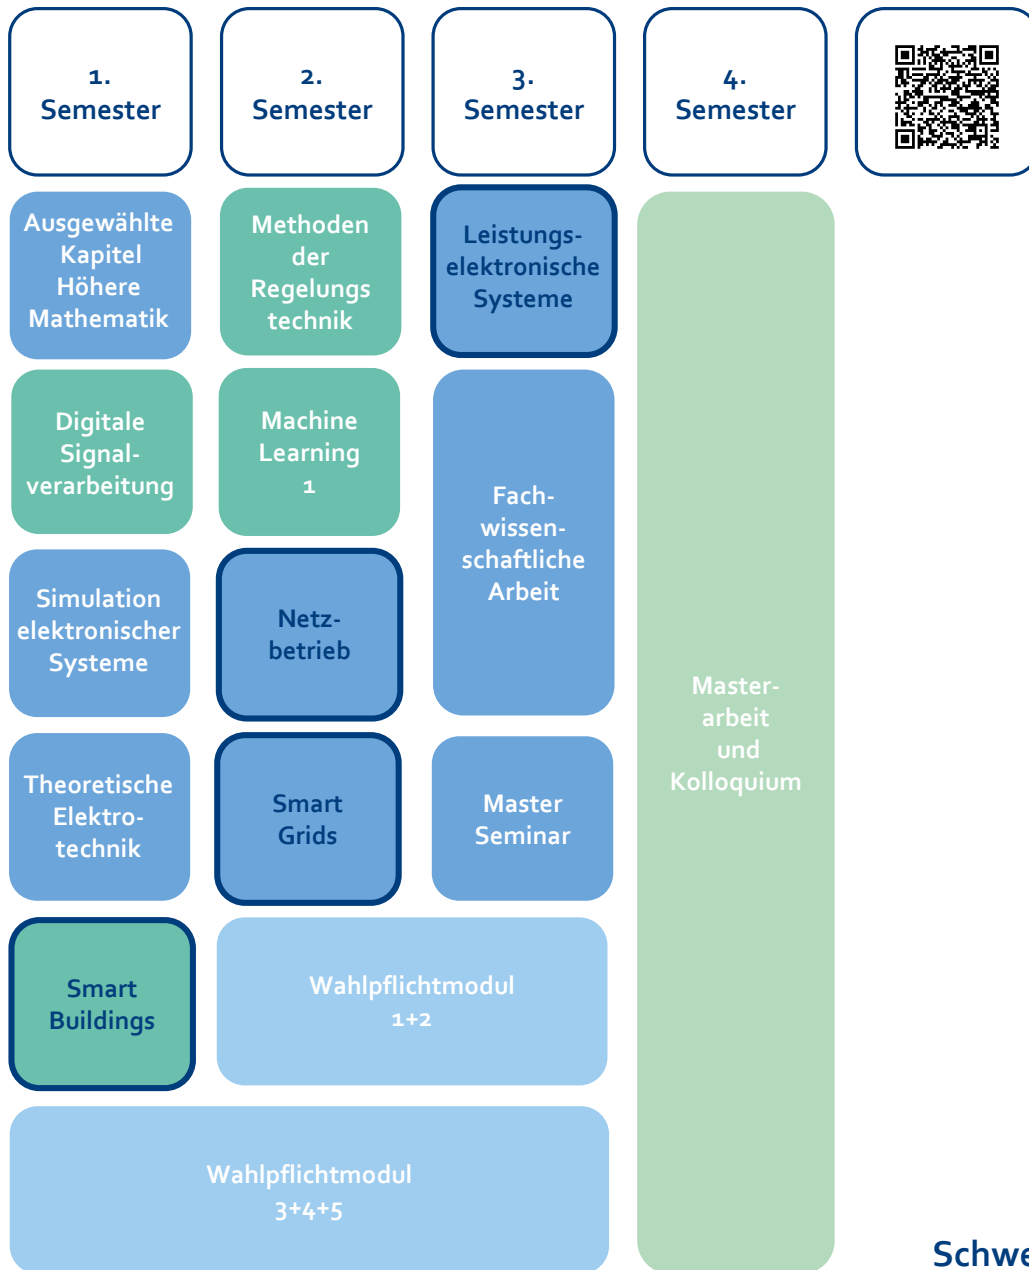 1.
Semester
2.
Semester
3.
Semester
4.
Semester
Ausgewählte
Kapitel
Höhere
Mathematik
Methoden
der
Regelungs
technik
Leistungs-
elektronische
Systeme
Digitale
Signal-
verarbeitung
Machine
Learning
1
Fach-
wissen-
schaftliche
Arbeit
Simulation
elektronischer
Systeme
Netz-
betrieb
Master-
arbeit
und
Kolloquium
Theoretische
Elektro-
technik
Smart
Grids
Master
Seminar
Smart
Buildings
Wahlpflichtmodul
1+2
Wahlpflichtmodul
3+4+5
Schwe